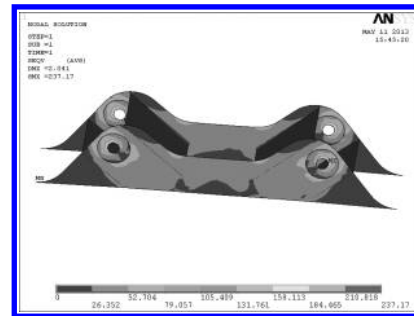 NODAL SOLUTION
STEP=1
SUB =1
TIME=1
SEQV (AVG)
DMX =2.041
SMX =237.17
AN
MAY 11 2013
15:45:20
MN
0
52.704
105.409
158.113
210.818
26.352
79.057
131.761
184.465
237.17